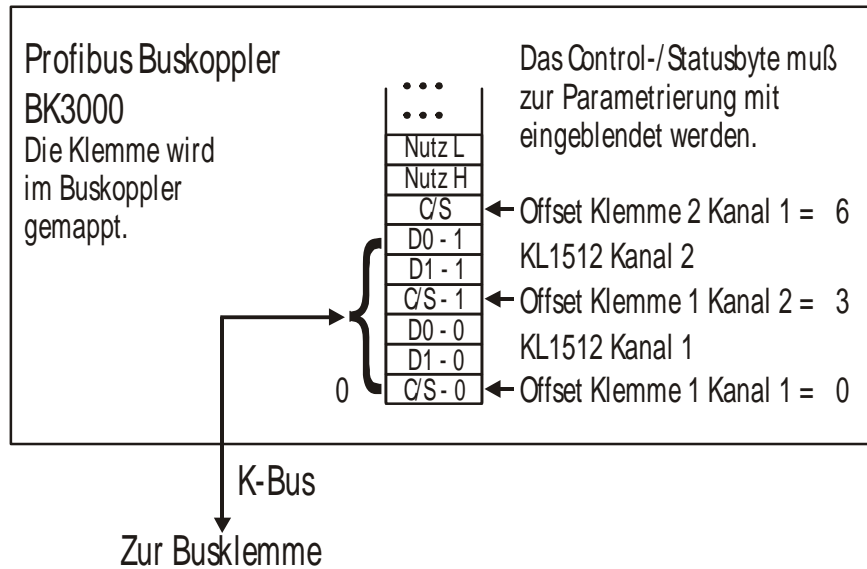 Profibus Buskoppler
BK3000
Die Klemme wird
im Buskoppler
gemappt.
Das Control-/Statusbyte muß
zur Parametrierung mit
eingeblendet werden.
Nutz L
Nutz H
C/S
Offset Klemme 2 Kanal 1 = 6
D0 - 1
KL1512 Kanal 2
D1 - 1
C/S - 1
Offset Klemme 1 Kanal 2 = 3
D0 - 0
KL1512 Kanal 1
D1 - 0
0
C/S - 0
Offset Klemme 1 Kanal 1 = 0
K-Bus
Zur Busklemme